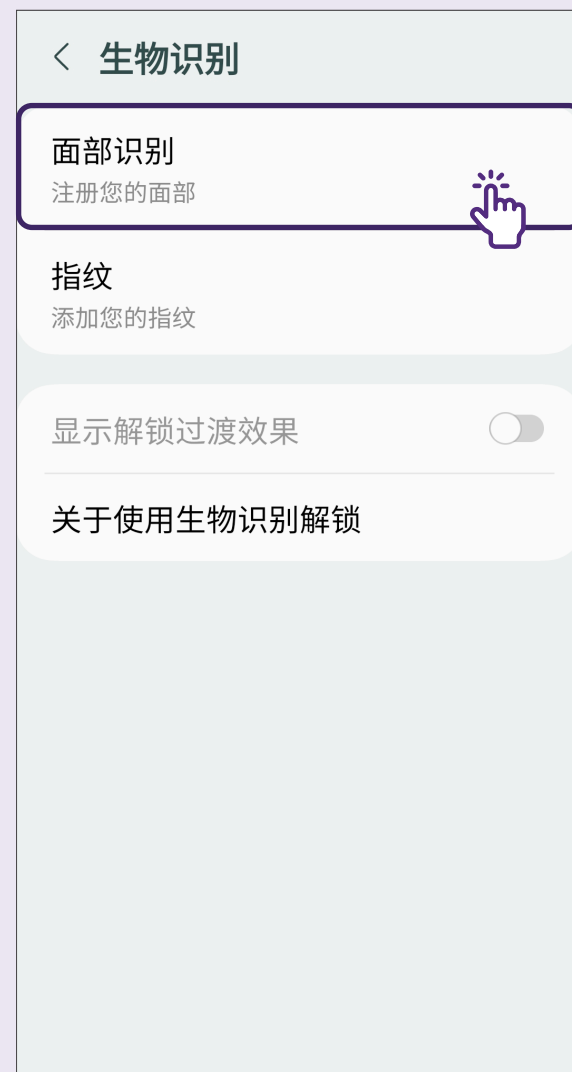 生物识别
面部识别
注册您的面部
指纹
添加您的指纹
显示解锁过渡效果
关于使用生物识别解锁